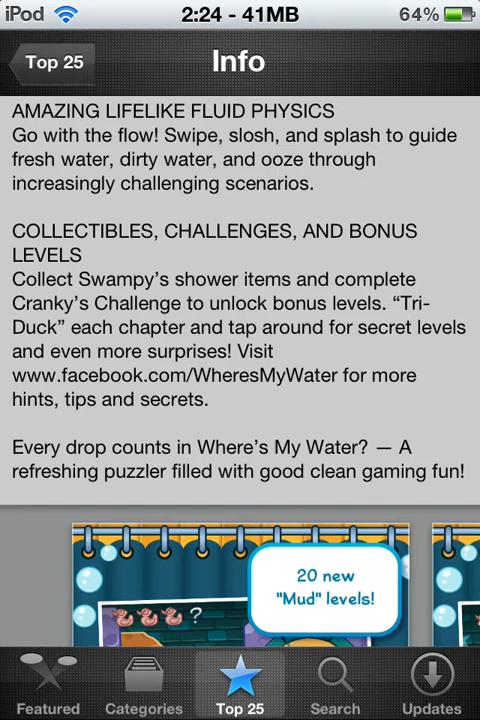 iPod 2:24 - 41MB 64%
Top 25 Info
AMAZING LIFELIKE FLUID PHYSICS
Go with the flow! Swipe, slosh, and splash to guide
fresh water, dirty water, and ooze through
increasingly challenging scenarios.
COLLECTIBLES, CHALLENGES, AND BONUS
LEVELS
Collect Swampy’s shower items and complete
Cranky’s Challenge to unlock bonus levels. “Tri-
Duck” each chapter and tap around for secret levels
and even more surprises! Visit
www.facebook.com/WheresMyWater for more
hints, tips and secrets.
Every drop counts in Where’s My Water? — A
refreshing puzzler filled with good clean gaming fun!
20 new
"Mud" levels!
?
Featured Categories Top 25 Search Updates